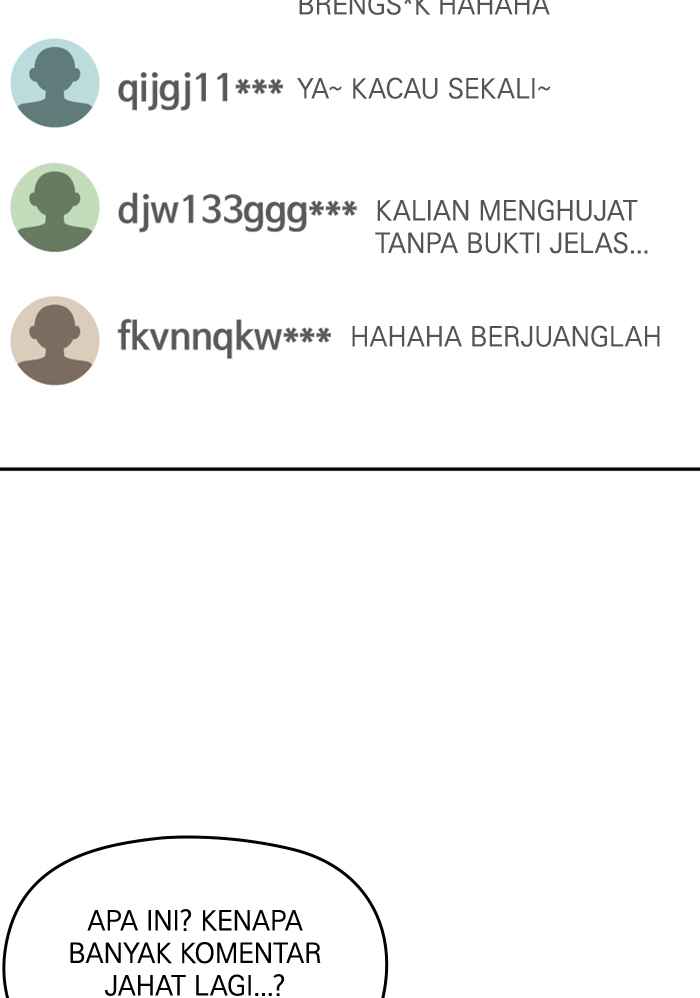 BRENGS*K HAHAHA
qijgj11*** YA~ KACAU SEKALI~
djw133ggg*** KALIAN MENGHUJAT
TANPA BUKTI JELAS...
fkvnnqkw*** HAHAHA BERJUANGLAH
APA INI? KENAPA
BANYAK KOMENTAR
JAHAT LAGI...?